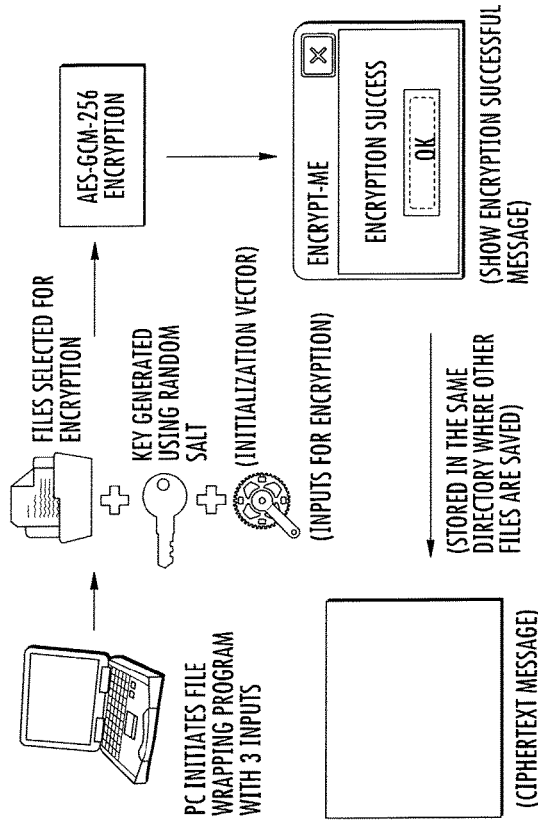 PC INITIATES FILE
WRAPPING PROGRAM
WITH 3 INPUTS
FILES SELECTED FOR
ENCRYPTION
KEY GENERATED
USING RANDOM
SALT
(INITIALIZATION VECTOR)
(INPUTS FOR ENCRYPTION)
AES-GCM-256
ENCRYPTION
ENCRYPT-ME
X
ENCRYPTION SUCCESS
OK
(SHOW ENCRYPTION SUCCESSFUL
MESSAGE)
(STORED IN THE SAME
DIRECTORY WHERE OTHER
FILES ARE SAVED)
(CIPHERTEXT MESSAGE)